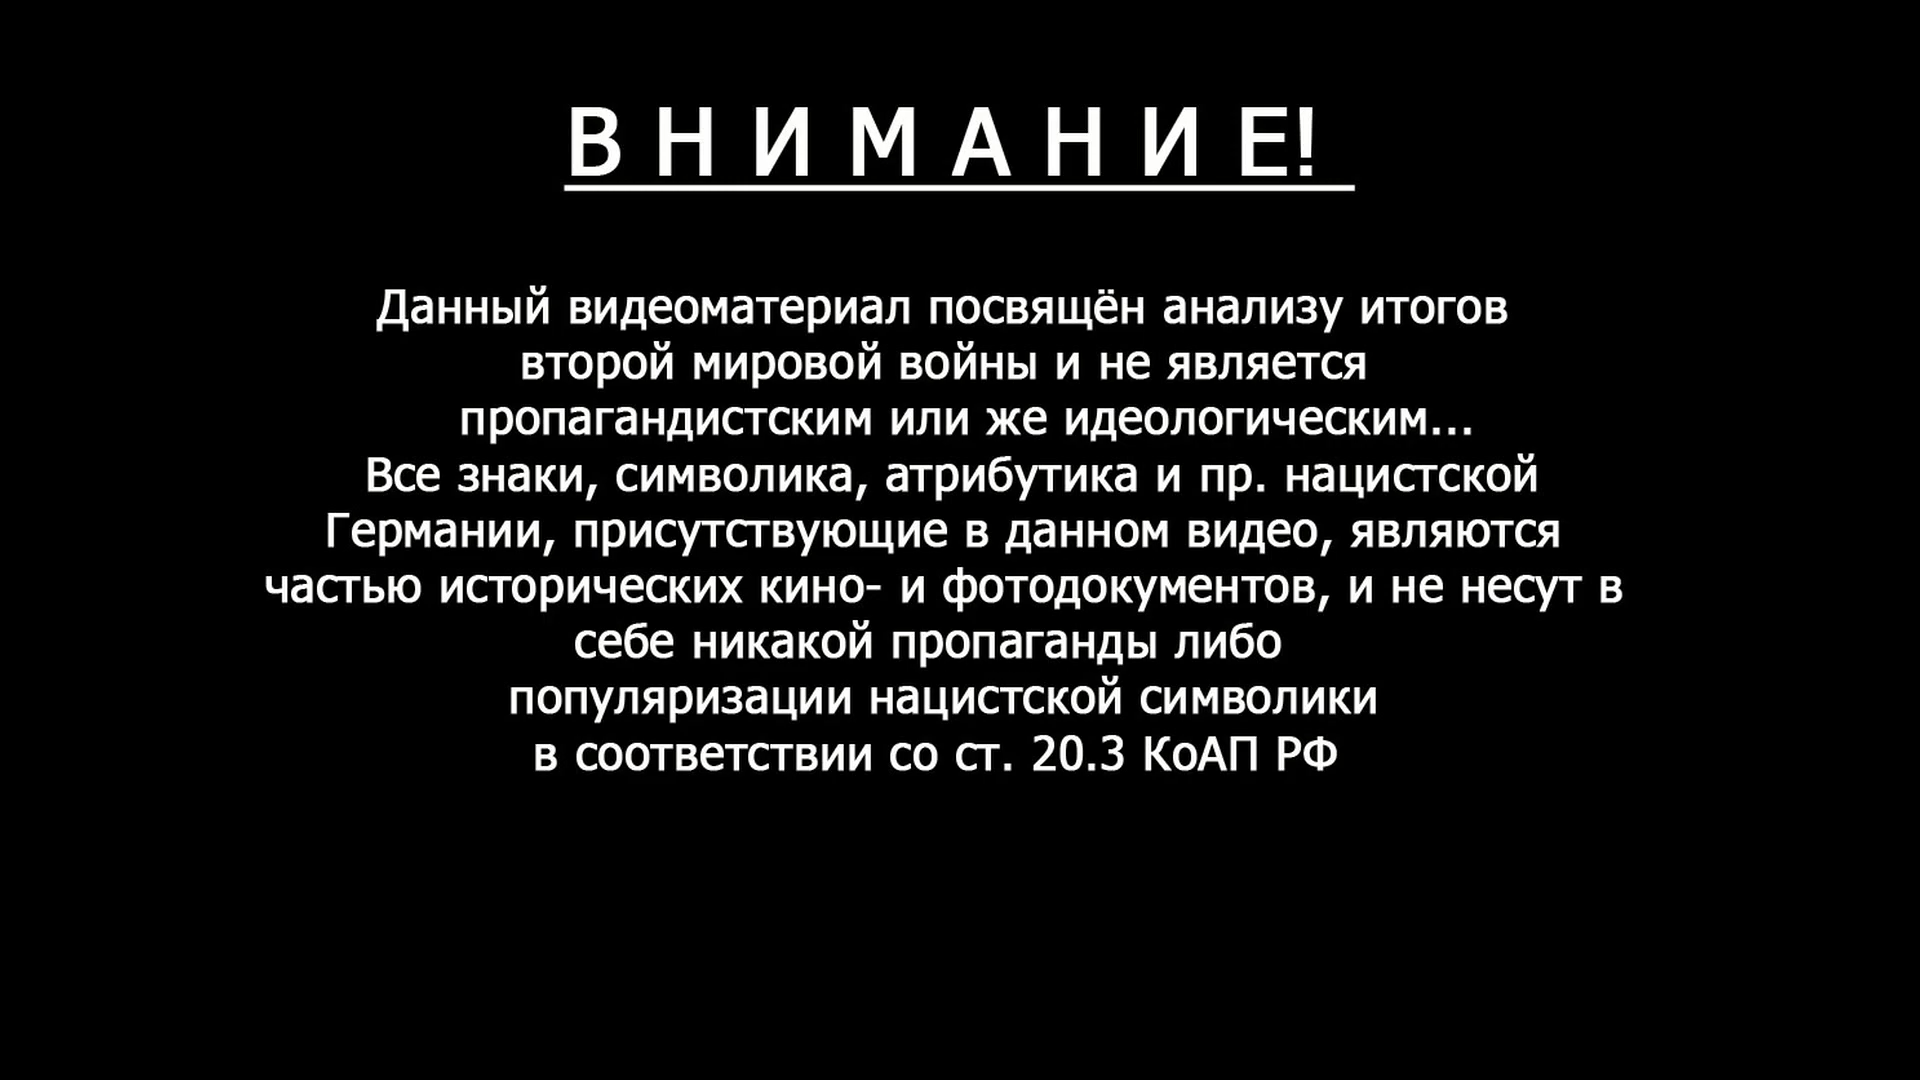 В Н И М А Н И Е!
Данный видеоматериал посвящён анализу итогов
второй мировой войны и не является
пропагандистским или же идеологическим...
Все знаки, символика, атрибутика и пр. нацистской
Германии, присутствующие в данном видео, являются
частью исторических кино- и фотодокументов, и не несут в
себе никакой пропаганды либо
популяризации нацистской символики
в соответствии со ст. 20.3 КоАП РФ